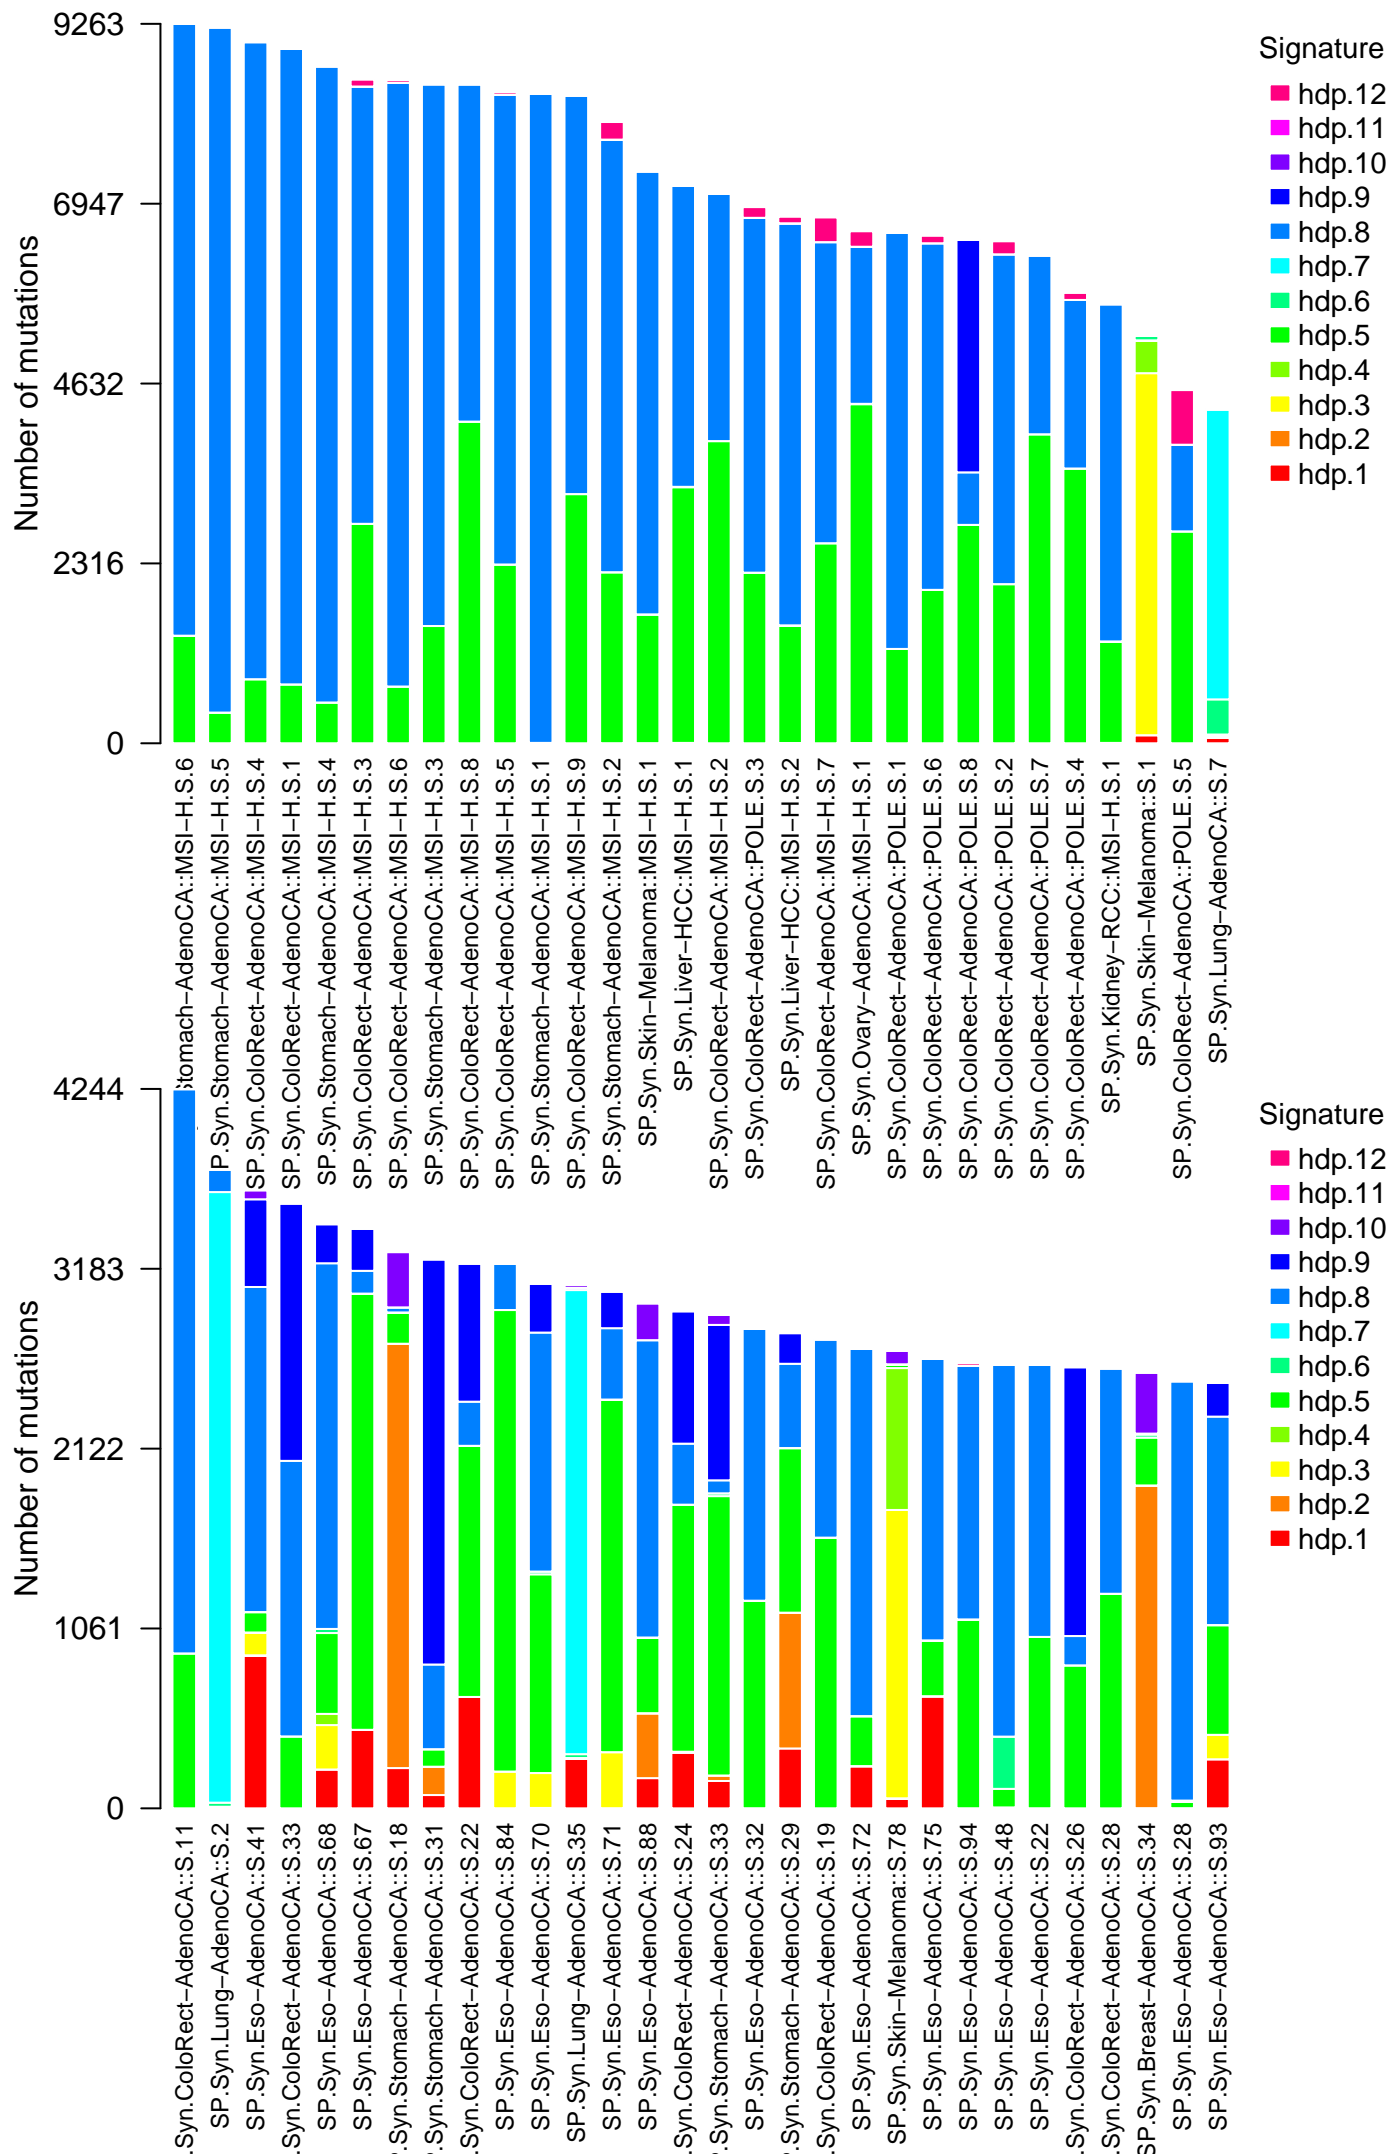 Number of mutations
9263
6947
4632
2316
0
Signature
hdp.12
hdp.11
hdp.10
hdp.9
hdp.8
hdp.7
hdp.6
hdp.5
hdp.4
hdp.3
hdp.2
hdp.1
Stomach−AdenoCA::MSI−H.S.6
P.Syn.Stomach−AdenoCA::MSI−H.S.5
SP.Syn.ColoRect−AdenoCA::MSI−H.S.4
SP.Syn.ColoRect−AdenoCA::MSI−H.S.1
SP.Syn.Stomach−AdenoCA::MSI−H.S.4
SP.Syn.ColoRect−AdenoCA::MSI−H.S.3
SP.Syn.ColoRect−AdenoCA::MSI−H.S.6
SP.Syn.Stomach−AdenoCA::MSI−H.S.3
SP.Syn.ColoRect−AdenoCA::MSI−H.S.8
SP.Syn.ColoRect−AdenoCA::MSI−H.S.5
SP.Syn.Stomach−AdenoCA::MSI−H.S.1
SP.Syn.ColoRect−AdenoCA::MSI−H.S.9
SP.Syn.Stomach−AdenoCA::MSI−H.S.2
SP.Syn.Skin−Melanoma::MSI−H.S.1
SP.Syn.Liver−HCC::MSI−H.S.1
SP.Syn.ColoRect−AdenoCA::MSI−H.S.2
SP.Syn.ColoRect−AdenoCA::POLE.S.3
SP.Syn.Liver−HCC::MSI−H.S.2
SP.Syn.ColoRect−AdenoCA::MSI−H.S.7
SP.Syn.Ovary−AdenoCA::MSI−H.S.1
SP.Syn.ColoRect−AdenoCA::POLE.S.1
SP.Syn.ColoRect−AdenoCA::POLE.S.6
SP.Syn.ColoRect−AdenoCA::POLE.S.8
SP.Syn.ColoRect−AdenoCA::POLE.S.2
SP.Syn.ColoRect−AdenoCA::POLE.S.7
SP.Syn.ColoRect−AdenoCA::POLE.S.4
SP.Syn.Kidney−RCC::MSI−H.S.1
SP.Syn.Skin−Melanoma::S.1
SP.Syn.ColoRect−AdenoCA::POLE.S.5
SP.Syn.Lung−AdenoCA::S.7
Number of mutations
4244
3183
2122
1061
0
Signature
hdp.12
hdp.11
hdp.10
hdp.9
hdp.8
hdp.7
hdp.6
hdp.5
hdp.4
hdp.3
hdp.2
hdp.1
.Syn.ColoRect−AdenoCA::S.11
SP.Syn.Lung−AdenoCA::S.2
SP.Syn.Eso−AdenoCA::S.41
.Syn.ColoRect−AdenoCA::S.33
SP.Syn.Eso−AdenoCA::S.68
SP.Syn.Eso−AdenoCA::S.67
P.Syn.Stomach−AdenoCA::S.18
P.Syn.Stomach−AdenoCA::S.31
.Syn.ColoRect−AdenoCA::S.22
SP.Syn.Eso−AdenoCA::S.84
SP.Syn.Eso−AdenoCA::S.70
SP.Syn.Lung−AdenoCA::S.35
SP.Syn.Eso−AdenoCA::S.71
SP.Syn.Eso−AdenoCA::S.88
.Syn.ColoRect−AdenoCA::S.24
P.Syn.Stomach−AdenoCA::S.33
SP.Syn.Eso−AdenoCA::S.32
P.Syn.Stomach−AdenoCA::S.29
.Syn.ColoRect−AdenoCA::S.19
SP.Syn.Eso−AdenoCA::S.72
SP.Syn.Skin−Melanoma::S.78
SP.Syn.Eso−AdenoCA::S.75
SP.Syn.Eso−AdenoCA::S.94
SP.Syn.Eso−AdenoCA::S.48
SP.Syn.Eso−AdenoCA::S.22
.Syn.ColoRect−AdenoCA::S.26
.Syn.ColoRect−AdenoCA::S.28
SP.Syn.Breast−AdenoCA::S.34
SP.Syn.Eso−AdenoCA::S.28
SP.Syn.Eso−AdenoCA::S.93